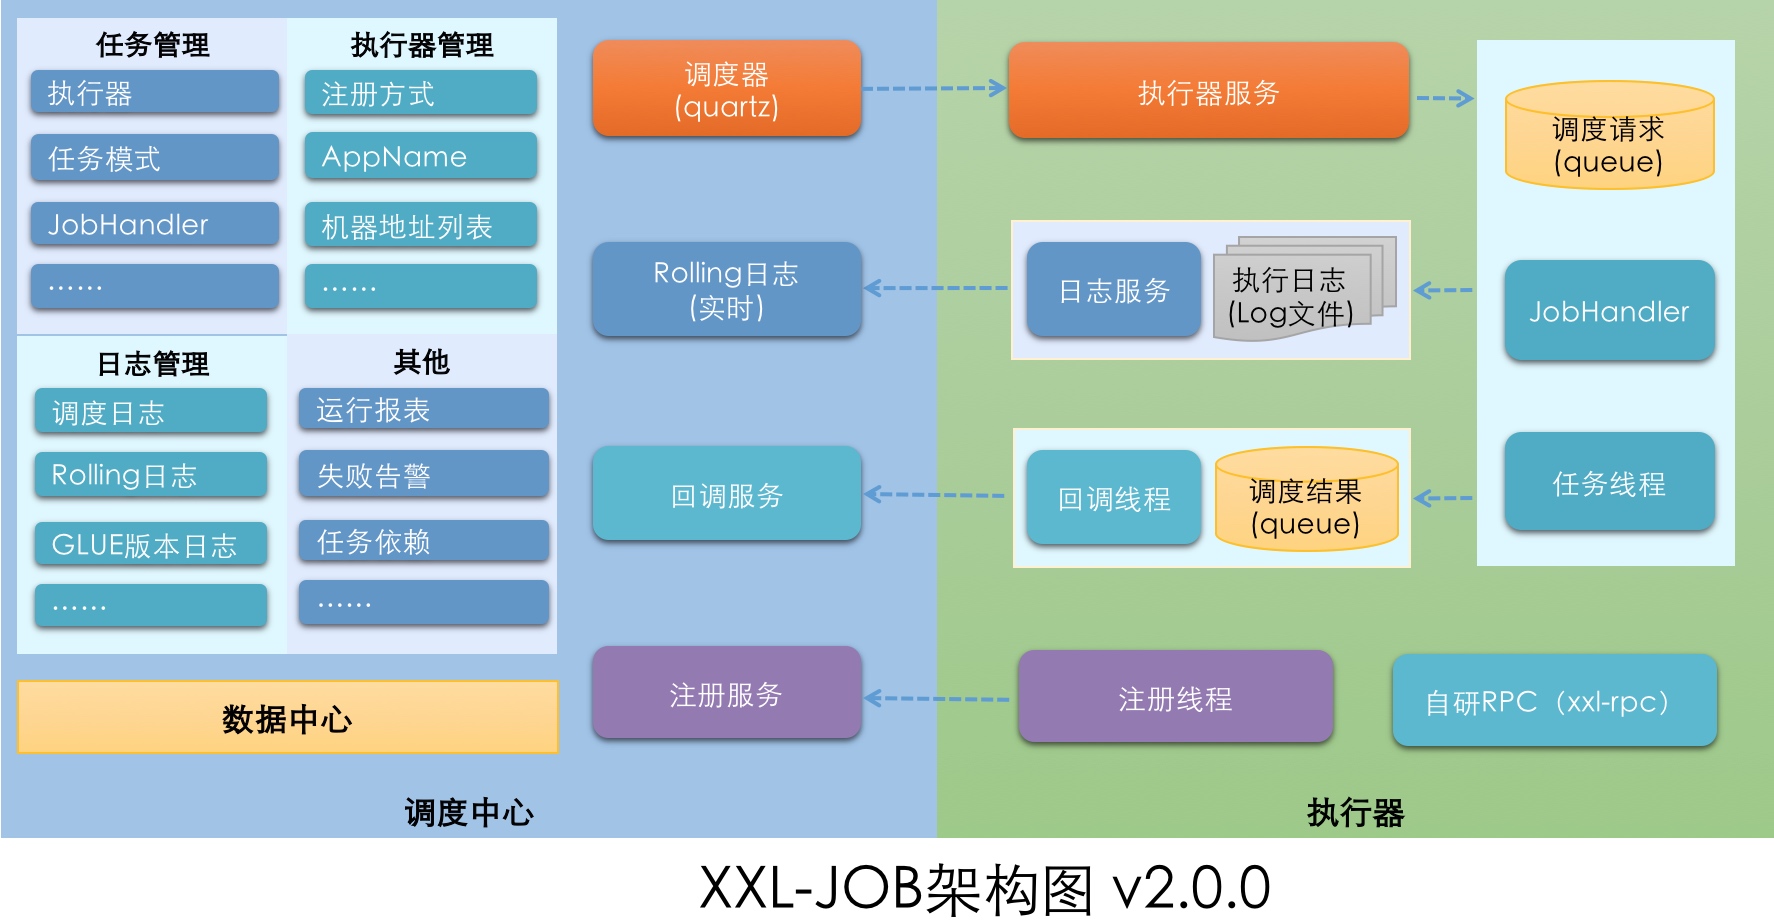 任务管理
执行器
任务模式
JobHandler
……
执行器管理
注册方式
AppName
机器地址列表
……
日志管理
调度日志
Rolling日志
GLUE版本日志
……
其他
运行报表
失败告警
任务依赖
……
数据中心
调度器
(quartz)
Rolling日志
(实时)
回调服务
注册服务
调度中心
执行器服务
日志服务
执行日志
(Log文件)
回调线程
调度结果
(queue)
注册线程
调度请求
(queue)
JobHandler
任务线程
自研RPC（xxl-rpc）
执行器
XXL-JOB架构图 v2.0.0